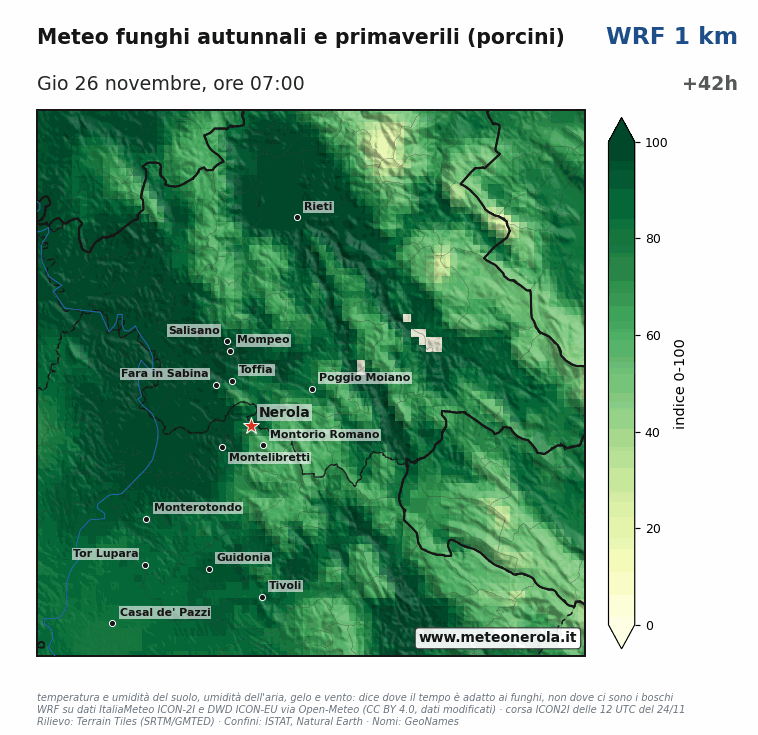 Meteo funghi autunnali e primaverili (porcini)
WRF 1 km
Gio 26 novembre, ore 07:00
+42h
Rieti
Salisano
Mompeo
Fara in Sabina
Toffia
Poggio Moiano
Nerola
Montorio Romano
Montelibretti
Monterotondo
Tor Lupara
Guidonia
Tivoli
Casal de' Pazzi
www.meteonerola.it
100
80
60
40
20
0
indice 0-100
temperatura e umidità del suolo, umidità dell'aria, gelo e vento: dice dove il tempo è adatto ai funghi, non dove ci sono i boschi
WRF su dati ItaliaMeteo ICON-2I e DWD ICON-EU via Open-Meteo (CC BY 4.0, dati modificati) · corsa ICON2I delle 12 UTC del 24/11
Rilievo: Terrain Tiles (SRTM/GMTED) · Confini: ISTAT, Natural Earth · Nomi: GeoNames